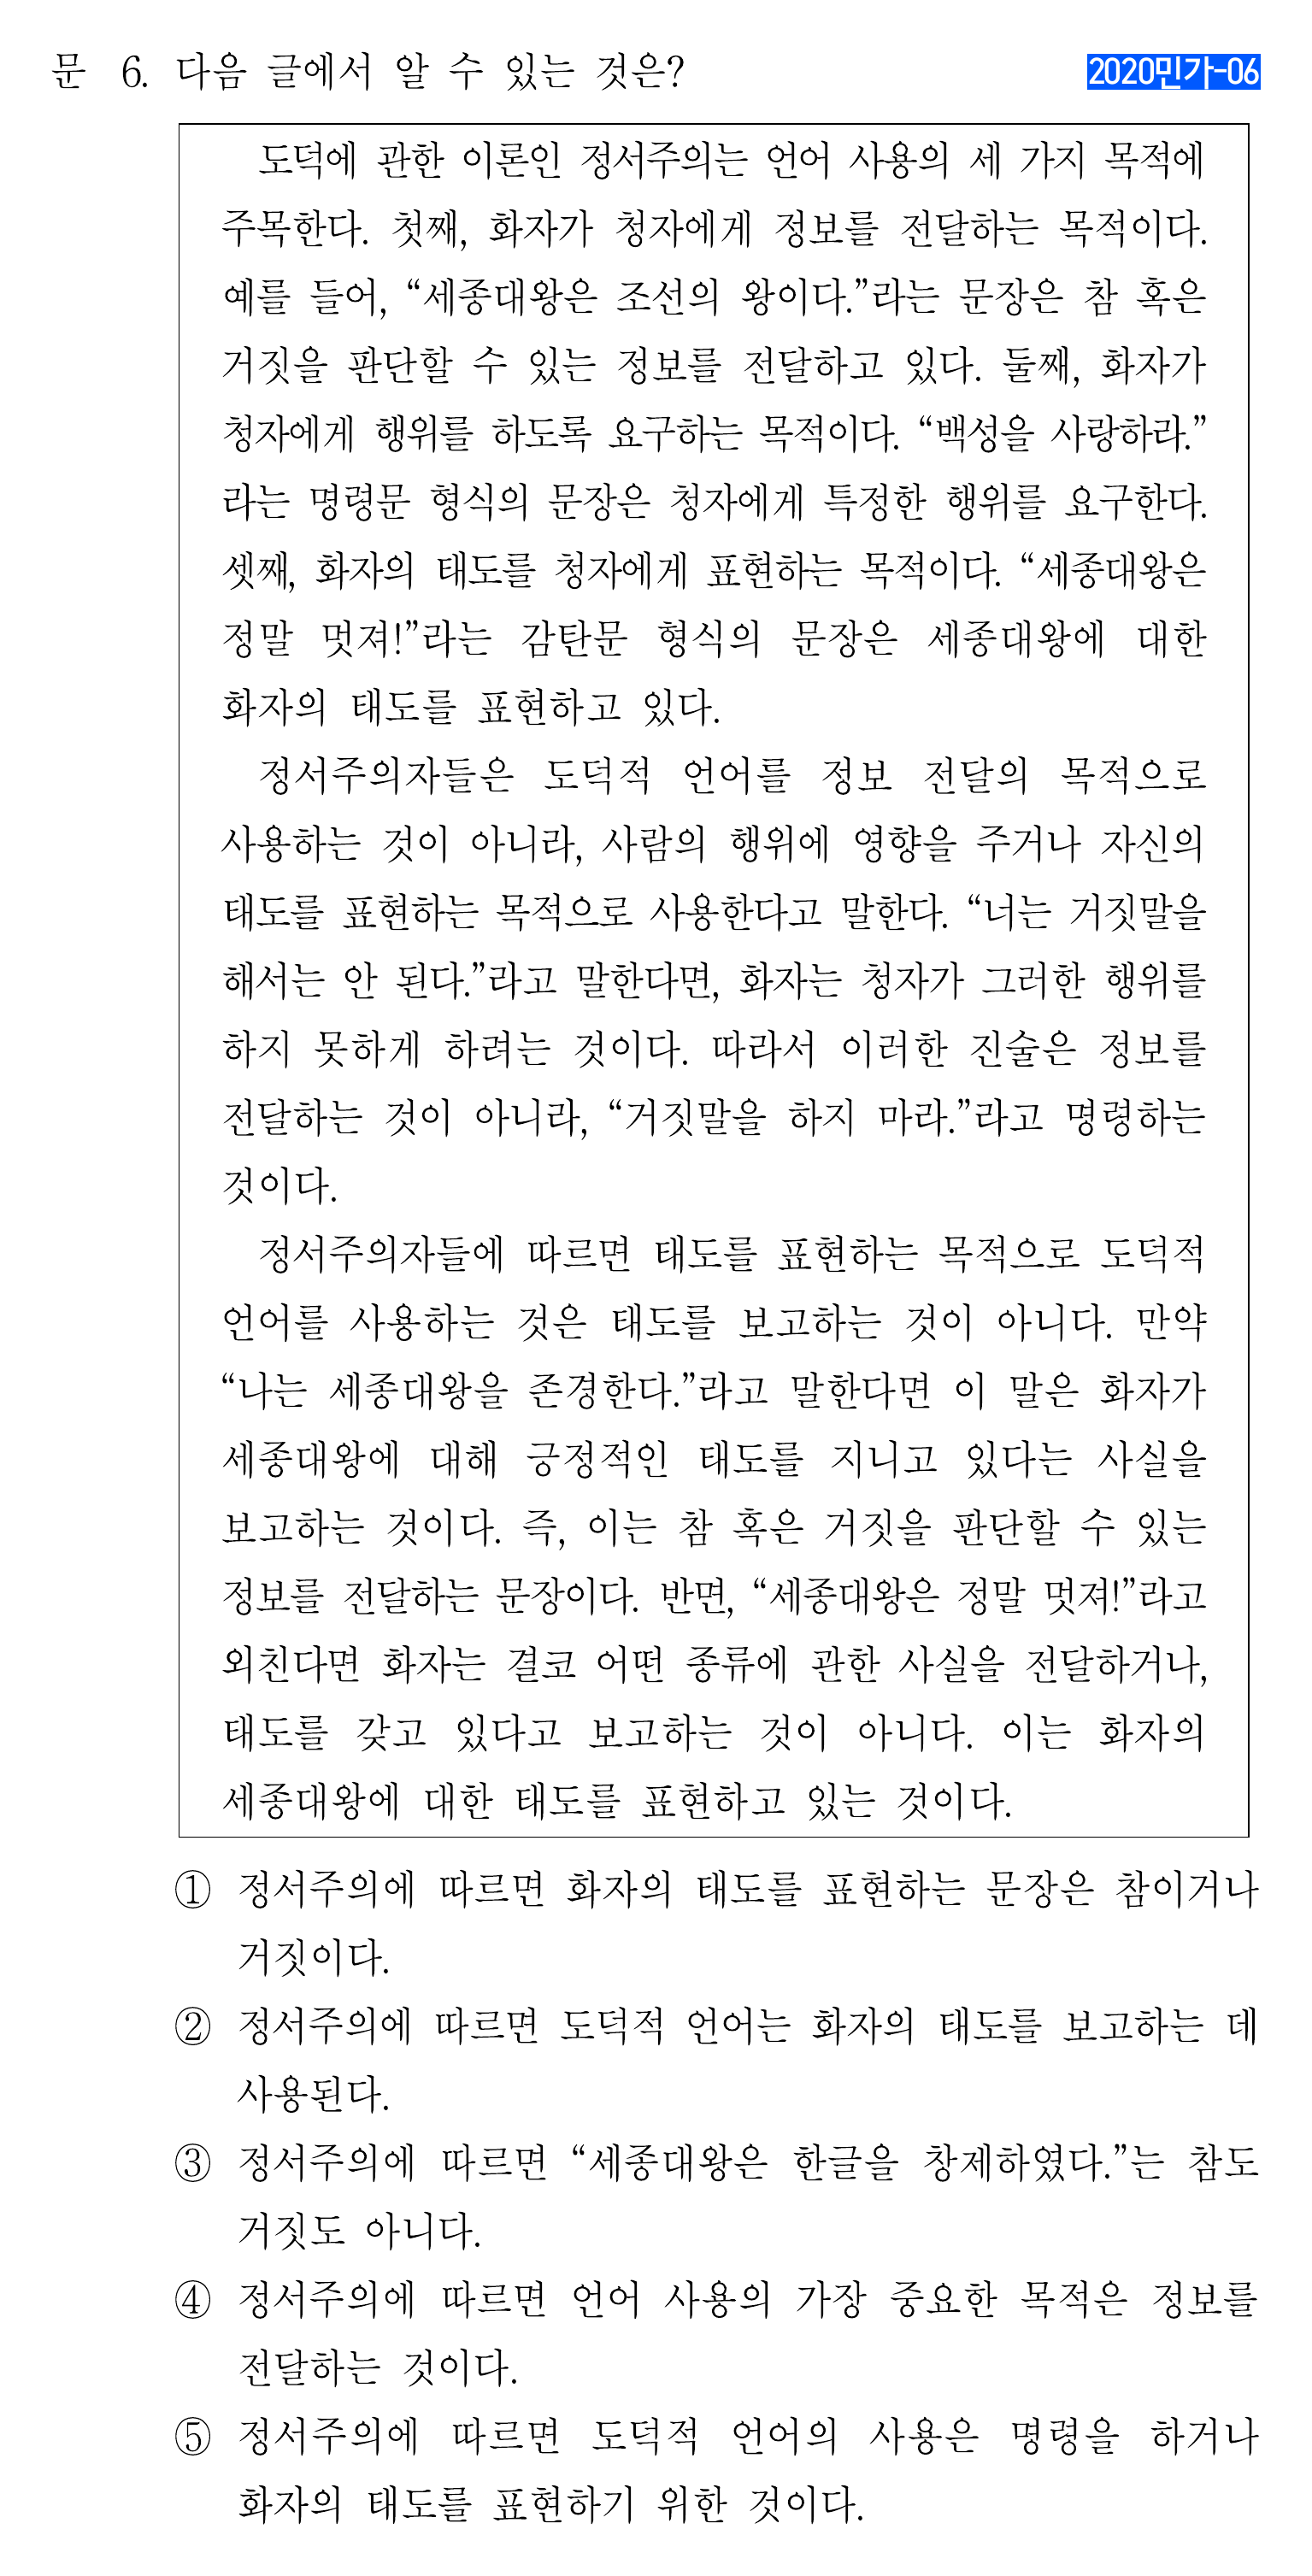 문 6. 다음 글에서 알 수 있는 것은?
2020민가-06
도덕에 관한 이론인 정서주의는 언어 사용의 세 가지 목적에
주목한다. 첫째, 화자가 청자에게 정보를 전달하는 목적이다.
예를 들어, “세종대왕은 조선의 왕이다.”라는 문장은 참 혹은
거짓을 판단할 수 있는 정보를 전달하고 있다. 둘째, 화자가
청자에게 행위를 하도록 요구하는 목적이다. “백성을 사랑하라.”
라는 명령문 형식의 문장은 청자에게 특정한 행위를 요구한다.
셋째, 화자의 태도를 청자에게 표현하는 목적이다. “세종대왕은
정말 멋져!”라는 감탄문 형식의 문장은 세종대왕에 대한
화자의 태도를 표현하고 있다.
정서주의자들은 도덕적 언어를 정보 전달의 목적으로
사용하는 것이 아니라, 사람의 행위에 영향을 주거나 자신의
태도를 표현하는 목적으로 사용한다고 말한다. “너는 거짓말을
해서는 안 된다.”라고 말한다면, 화자는 청자가 그러한 행위를
하지 못하게 하려는 것이다. 따라서 이러한 진술은 정보를
전달하는 것이 아니라, “거짓말을 하지 마라.”라고 명령하는
것이다.
정서주의자들에 따르면 태도를 표현하는 목적으로 도덕적
언어를 사용하는 것은 태도를 보고하는 것이 아니다. 만약
“나는 세종대왕을 존경한다.”라고 말한다면 이 말은 화자가
세종대왕에 대해 긍정적인 태도를 지니고 있다는 사실을
보고하는 것이다. 즉, 이는 참 혹은 거짓을 판단할 수 있는
정보를 전달하는 문장이다. 반면, “세종대왕은 정말 멋져!”라고
외친다면 화자는 결코 어떤 종류에 관한 사실을 전달하거나,
태도를 갖고 있다고 보고하는 것이 아니다. 이는 화자의
세종대왕에 대한 태도를 표현하고 있는 것이다.
① 정서주의에 따르면 화자의 태도를 표현하는 문장은 참이거나
거짓이다.
② 정서주의에 따르면 도덕적 언어는 화자의 태도를 보고하는 데
사용된다.
③ 정서주의에 따르면 “세종대왕은 한글을 창제하였다.”는 참도
거짓도 아니다.
④ 정서주의에 따르면 언어 사용의 가장 중요한 목적은 정보를
전달하는 것이다.
⑤ 정서주의에 따르면 도덕적 언어의 사용은 명령을 하거나
화자의 태도를 표현하기 위한 것이다.